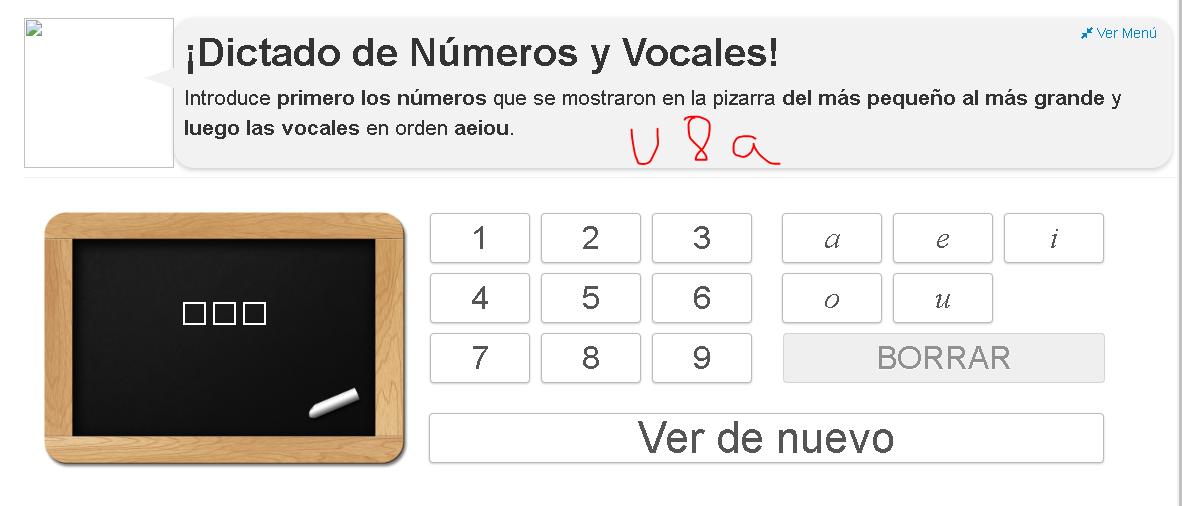 Ver Menú
¡Dictado de Números y Vocales!
Introduce primero los números que se mostraron en la pizarra del más pequeño al más grande y
luego las vocales en orden aeiou.
U 8 a
1 2 3 a e i
4 5 6 o u
7 8 9 BORRAR
Ver de nuevo